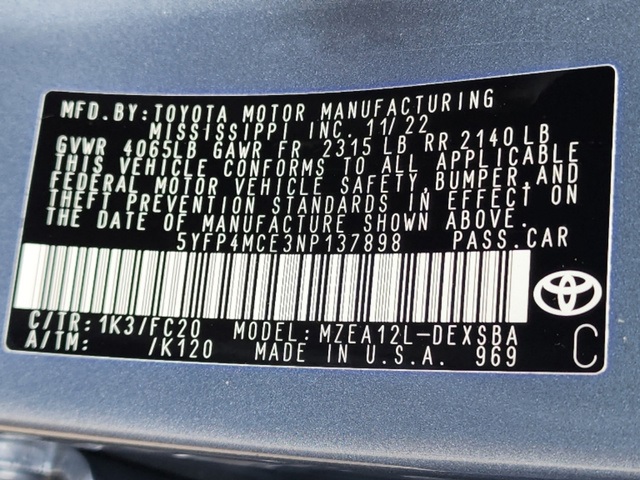 MFD.BY:TOYOTA MOTOR MANUFACTURING
MISSISSIPPI INC. 11/22
GVWR 4065LB GAWR FR 2315 LB RR 2140 LB
THIS VEHICLE CONFORMS TO ALL APPLICABLE
FEDERAL MOTOR VEHICLE SAFETY,BUMPER,AND
THEFT PREVENTION STANDARDS IN EFFECT ON
THE DATE OF MANUFACTURE SHOWN ABOVE.
5YFP4MCE3NP137898 PASS.CAR
C/TR: 1K3/FC20 MODEL: MZEA12L-DEXSBA
A/TM: /K120 MADE IN U.S.A. 969 C